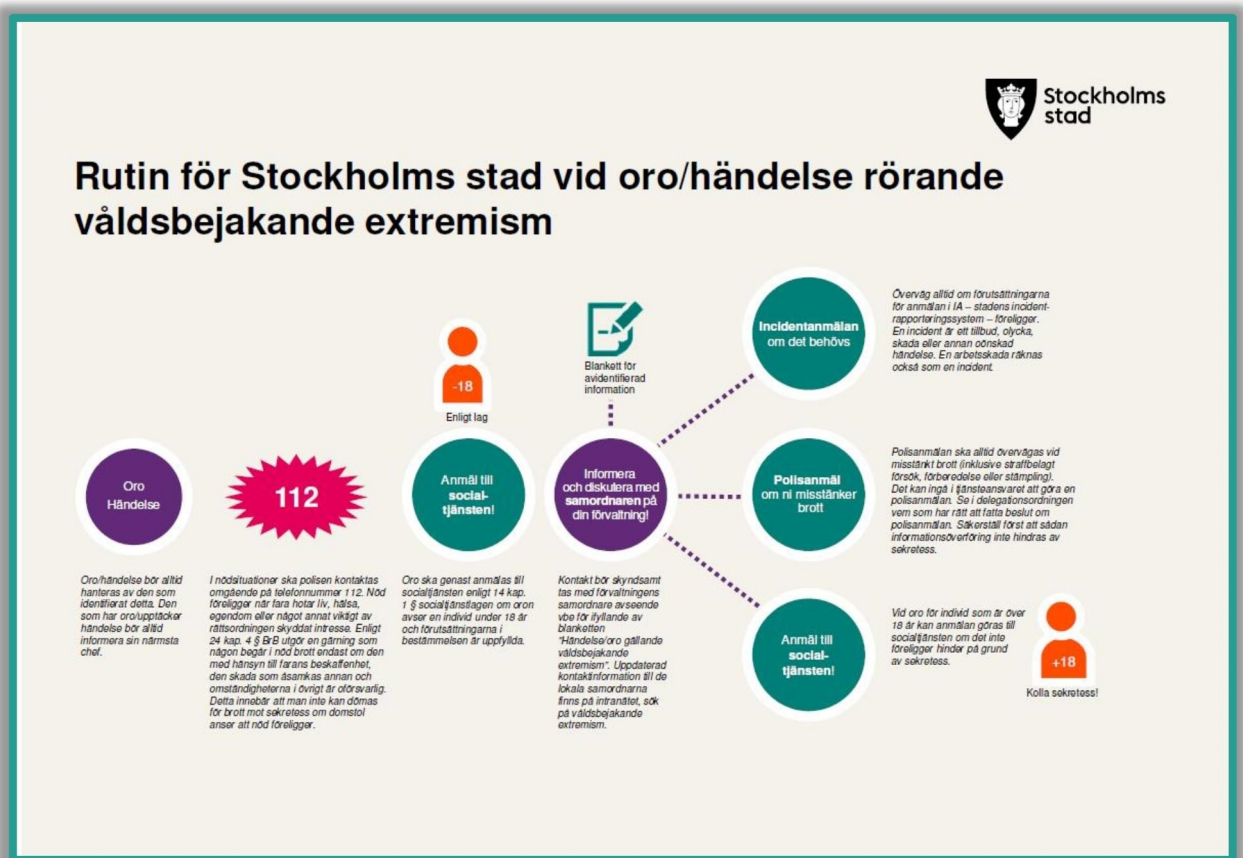 Stockholms
stad
Rutin för Stockholms stad vid oro/händelse rörande
våldsbejakande extremism
Oro
Händelse
Oro/händelse bör alltid
hanteras av den som
identifierat detta. Den
som har oro/upptäcker
händelse bör alltid
informera sin närmsta
chef.
112
I nödsituationer ska polisen kontaktas
omgående på telefonnummer 112. Nöd
föreligger när fara hotar liv, hälsa,
egendom eller något annat viktigt av
rättsordningen skyddat intresse. Enligt
24 kap. 4 § BrB utgör en gärning som
någon begår i nöd brott endast om den
med hänsyn till farans beskaffenhet,
den skada som åsamkas annan och
omständigheterna i övrigt är oförsvarlig.
Detta innebär att man inte kan dömas
för brott mot sekretess om domstol
anser att nöd föreligger.
-18
Enligt lag
Anmäl till
social-
tjänsten!
Oro ska genast anmälas till
socialtjänsten enligt 14 kap.
1 § socialtjänstlagen om oron
avser en individ under 18 år
och förutsättningarna i
bestämmelsen är uppfyllda.
Blankett för
avidentifierad
information
Informera
och diskutera med
samordnaren på
din förvaltning!
Kontakt bör skyndsamt
tas med förvaltningens
samordnare avseende
vbe för ifyllande av
blanketten
"Händelse/oro gällande
våldsbejakande
extremism". Uppdaterad
kontaktinformation till de
lokala samordnarna
finns på intranätet, sök
på våldsbejakande
extremism.
Incidentanmälan
om det behövs
Överväg alltid om förutsättningarna
för anmälan i IA – stadens incident-
rapporteringssystem – föreligger.
En incident är ett tillbud, olycka,
skada eller annan oönskad
händelse. En arbetsskada räknas
också som en incident.
Polisanmäl
om ni misstänker
brott
Polisanmälan ska alltid övervägas vid
misstänkt brott (inklusive straffbelagt
försök, förberedelse eller stämpling).
Det kan ingå i tjänsteansvaret att göra en
polisanmälan. Se i delegationsordningen
vem som har rätt att fatta beslut om
polisanmälan. Säkerställ först att sådan
informationsöverföring inte hindras av
sekretess.
Anmäl till
social-
tjänsten!
Vid oro för individ som är över
18 år kan anmälan göras till
socialtjänsten om det inte
föreligger hinder på grund
av sekretess.
+18
Kolla sekretess!